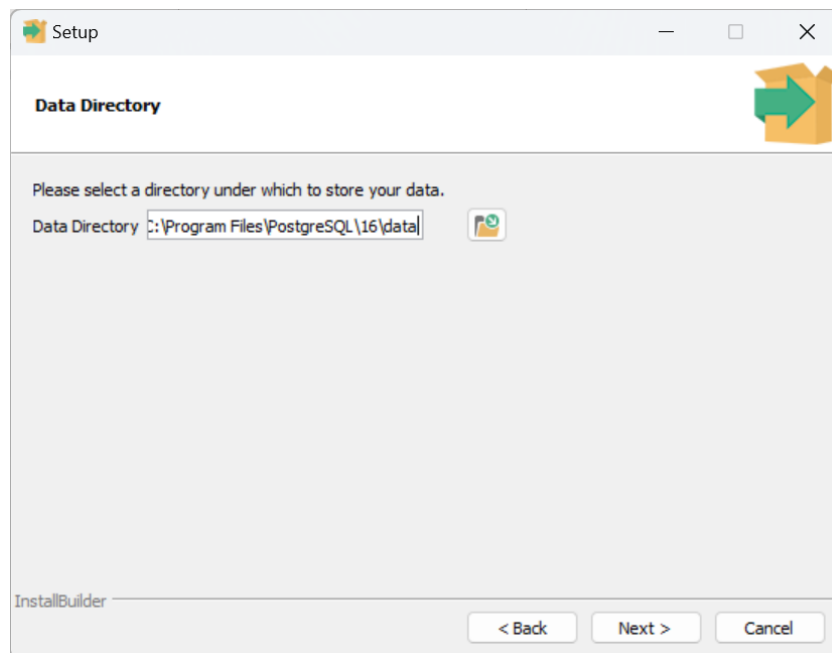 Setup
Data Directory
Please select a directory under which to store your data.
Data Directory :\Program Files\PostgreSQL\16\data
InstallBuilder
< Back Next > Cancel